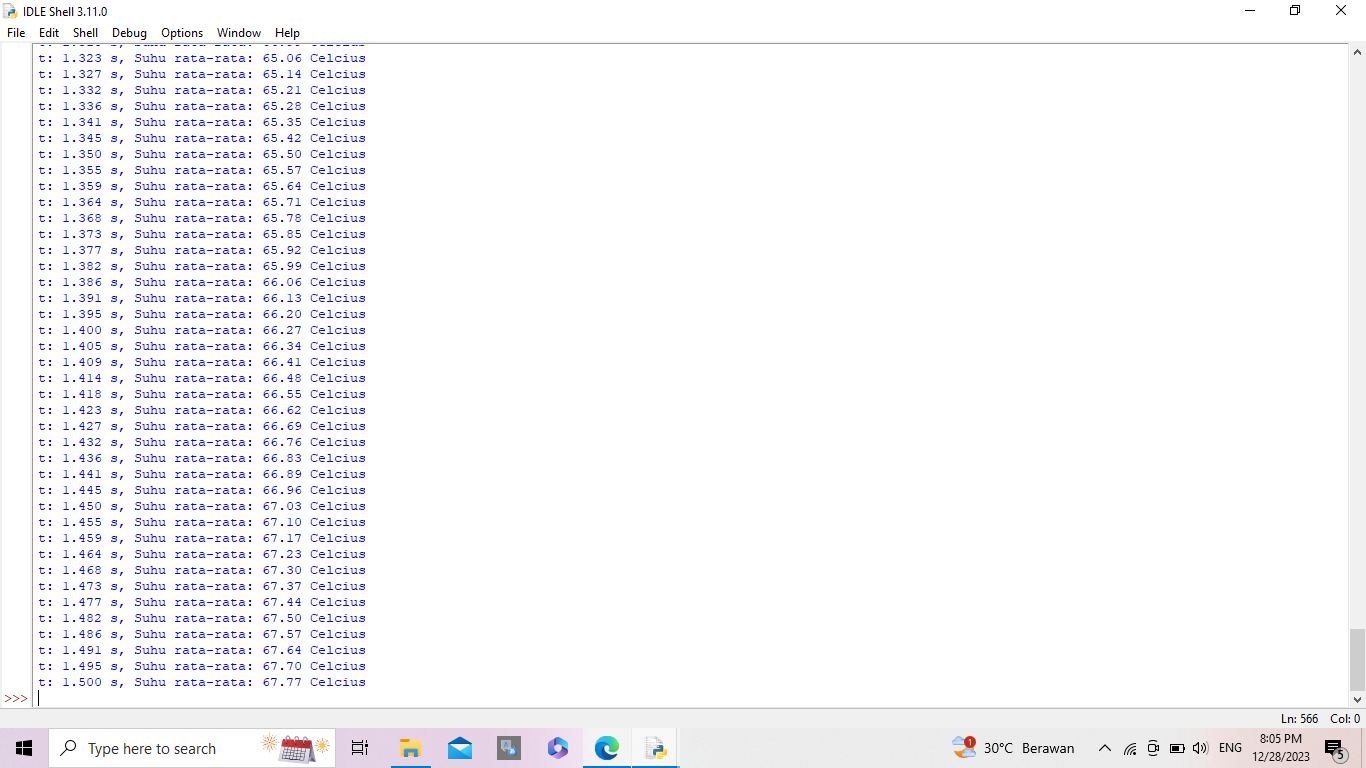 IDLE Shell 3.11.0
File Edit Shell Debug Options Window Help
t: 1.323 s, Suhu rata-rata: 65.06 Celcius
t: 1.327 s, Suhu rata-rata: 65.14 Celcius
t: 1.332 s, Suhu rata-rata: 65.21 Celcius
t: 1.336 s, Suhu rata-rata: 65.28 Celcius
t: 1.341 s, Suhu rata-rata: 65.35 Celcius
t: 1.345 s, Suhu rata-rata: 65.42 Celcius
t: 1.350 s, Suhu rata-rata: 65.50 Celcius
t: 1.355 s, Suhu rata-rata: 65.57 Celcius
t: 1.359 s, Suhu rata-rata: 65.64 Celcius
t: 1.364 s, Suhu rata-rata: 65.71 Celcius
t: 1.368 s, Suhu rata-rata: 65.78 Celcius
t: 1.373 s, Suhu rata-rata: 65.85 Celcius
t: 1.377 s, Suhu rata-rata: 65.92 Celcius
t: 1.382 s, Suhu rata-rata: 65.99 Celcius
t: 1.386 s, Suhu rata-rata: 66.06 Celcius
t: 1.391 s, Suhu rata-rata: 66.13 Celcius
t: 1.395 s, Suhu rata-rata: 66.20 Celcius
t: 1.400 s, Suhu rata-rata: 66.27 Celcius
t: 1.405 s, Suhu rata-rata: 66.34 Celcius
t: 1.409 s, Suhu rata-rata: 66.41 Celcius
t: 1.414 s, Suhu rata-rata: 66.48 Celcius
t: 1.418 s, Suhu rata-rata: 66.55 Celcius
t: 1.423 s, Suhu rata-rata: 66.62 Celcius
t: 1.427 s, Suhu rata-rata: 66.69 Celcius
t: 1.432 s, Suhu rata-rata: 66.76 Celcius
t: 1.436 s, Suhu rata-rata: 66.83 Celcius
t: 1.441 s, Suhu rata-rata: 66.89 Celcius
t: 1.445 s, Suhu rata-rata: 66.96 Celcius
t: 1.450 s, Suhu rata-rata: 67.03 Celcius
t: 1.455 s, Suhu rata-rata: 67.10 Celcius
t: 1.459 s, Suhu rata-rata: 67.17 Celcius
t: 1.464 s, Suhu rata-rata: 67.23 Celcius
t: 1.468 s, Suhu rata-rata: 67.30 Celcius
t: 1.473 s, Suhu rata-rata: 67.37 Celcius
t: 1.477 s, Suhu rata-rata: 67.44 Celcius
t: 1.482 s, Suhu rata-rata: 67.50 Celcius
t: 1.486 s, Suhu rata-rata: 67.57 Celcius
t: 1.491 s, Suhu rata-rata: 67.64 Celcius
t: 1.495 s, Suhu rata-rata: 67.70 Celcius
t: 1.500 s, Suhu rata-rata: 67.77 Celcius
>>>
Ln: 566 Col: 0
Type here to search
1
30°C Berawan
ENG
8:05 PM
12/28/2023
5